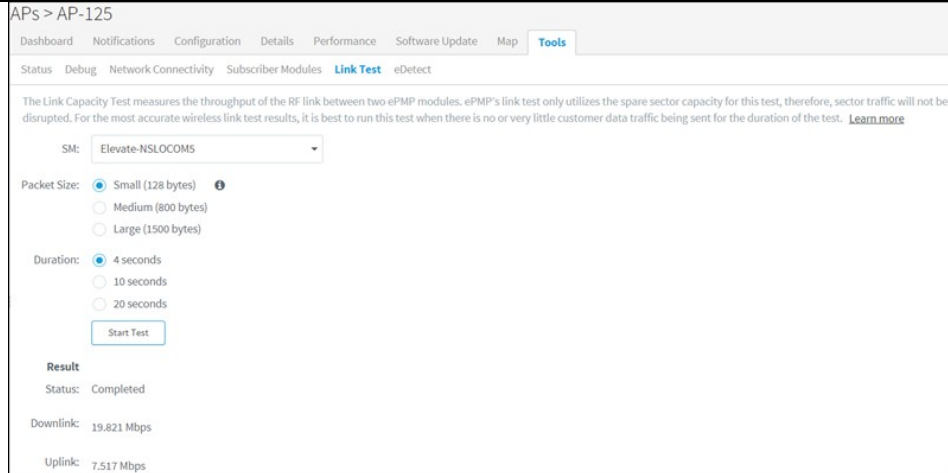 APs > AP-125
Dashboard Notifications Configuration Details Performance Software Update Map Tools
Status Debug Network Connectivity Subscriber Modules Link Test eDetect
The Link Capacity Test measures the throughput of the RF link between two ePMP modules. ePMP's link test only utilizes the spare sector capacity for this test, therefore, sector traffic will not be
disrupted. For the most accurate wireless link test results, it is best to run this test when there is no or very little customer data traffic being sent for the duration of the test. Learn more
SM: Elevate-NSLOCOM5
Packet Size: Small (128 bytes)
Medium (800 bytes)
Large (1500 bytes)
Duration: 4 seconds
10 seconds
20 seconds
Start Test
Result
Status: Completed
Downlink: 19.821 Mbps
Uplink: 7.517 Mbps